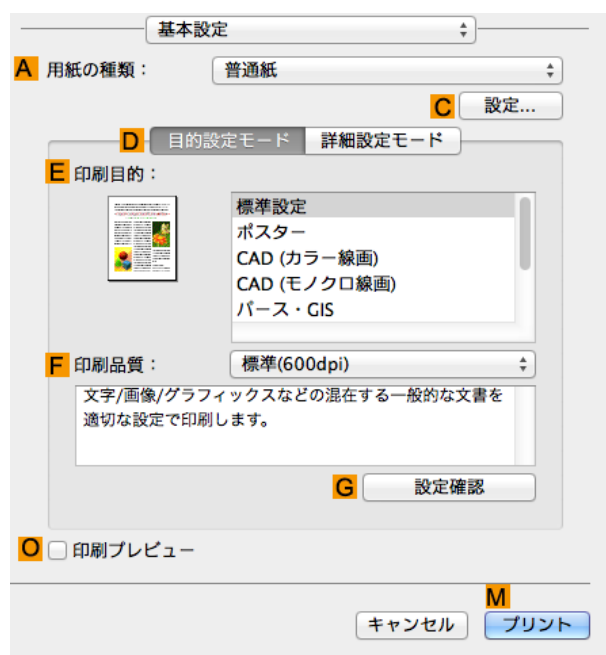 基本設定
A 用紙の種類： 普通紙
C 設定...
D 目的設定モード 詳細設定モード
E 印刷目的：
標準設定
ポスター
CAD (カラー線画)
CAD (モノクロ線画)
パース・GIS
F 印刷品質： 標準(600dpi)
文字/画像/グラフィックスなどの混在する一般的な文書を
適切な設定で印刷します。
G 設定確認
O 印刷プレビュー
M
キャンセル プリント